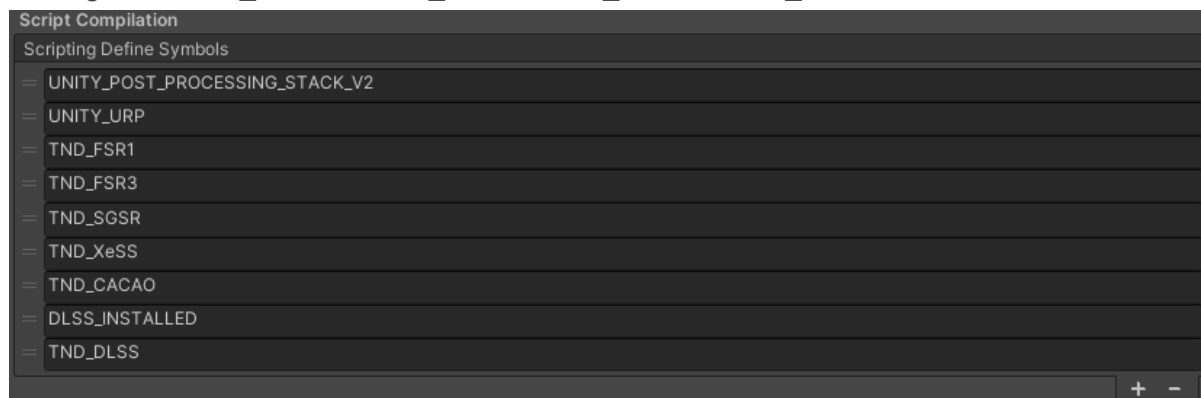 Script Compilation
Scripting Define Symbols
UNITY_POST_PROCESSING_STACK_V2
UNITY_URP
TND_FSR1
TND_FSR3
TND_SGSR
TND_XeSS
TND_CACAO
DLSS_INSTALLED
TND_DLSS